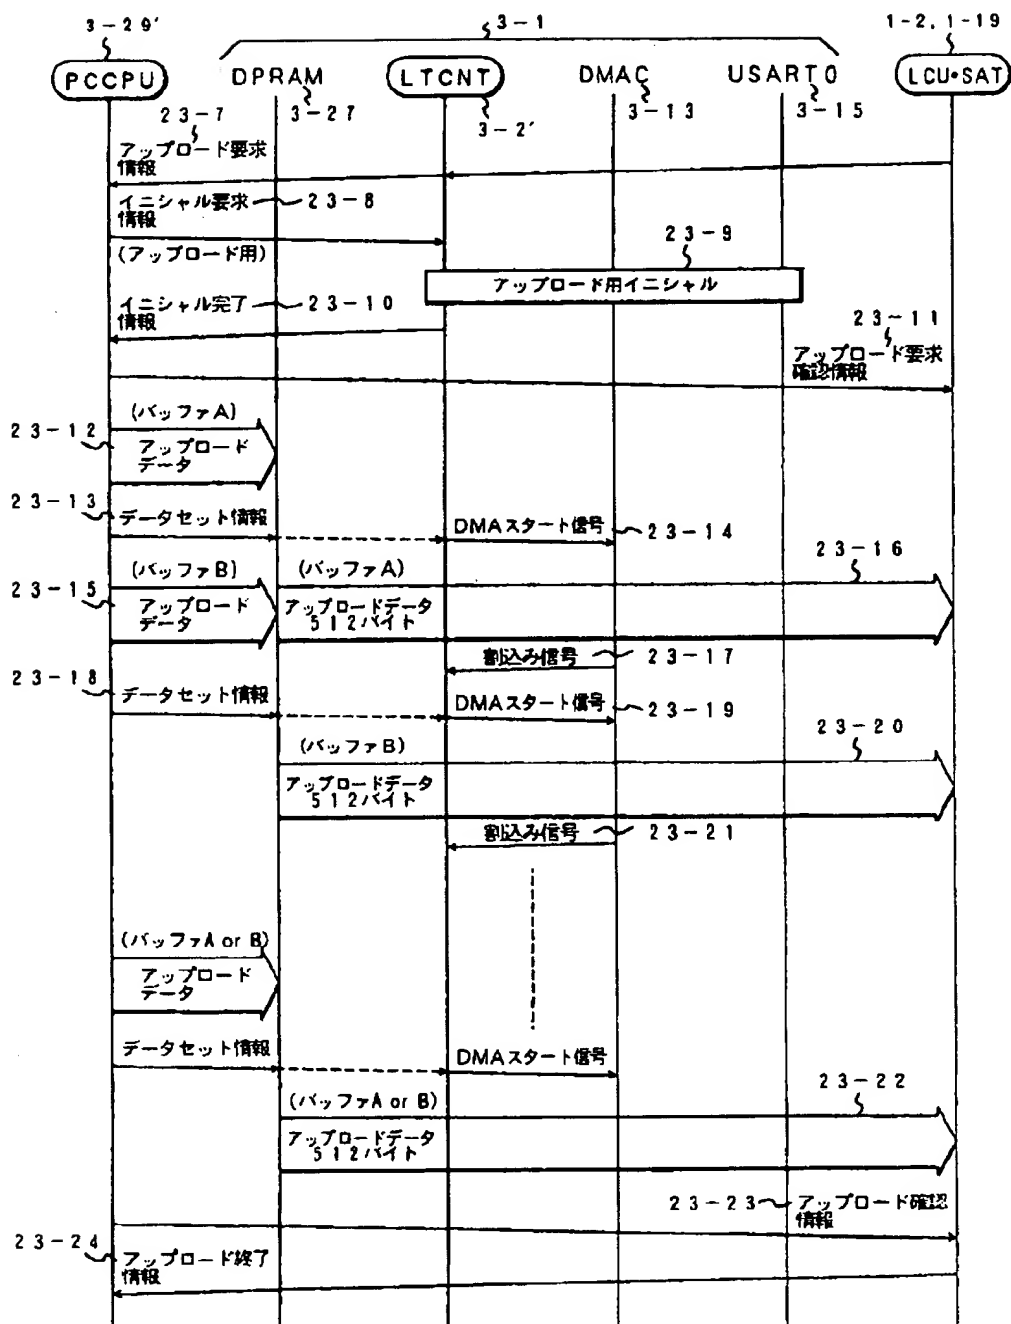 3-29' 3-1 1-2, 1-19
PCCPU DPRAM LTCNT DMAC USART0 LCU•SAT
23-7 3-27 3-2' 3-13 3-15
アップロード要求
情報
イニシャル要求 23-8
情報
(アップロード用)
23-9
アップロード用イニシャル
イニシャル完了 23-10
情報
23-11
アップロード要求
確認情報
(バッファA)
23-12
アップロード
データ
23-13
データセット情報 DMAスタート信号 23-14
23-16
(バッファB) (バッファA)
23-15
アップロード アップロードデータ
データ 512バイト
割込み信号 23-17
23-18
データセット情報 DMAスタート信号 23-19
23-20
(バッファB)
アップロードデータ
512バイト
割込み信号 23-21
(バッファA or B)
アップロード
データ
データセット情報 DMAスタート信号
23-22
(バッファA or B)
アップロードデータ
512バイト
23-23 アップロード確認
情報
23-24
アップロード終了
情報